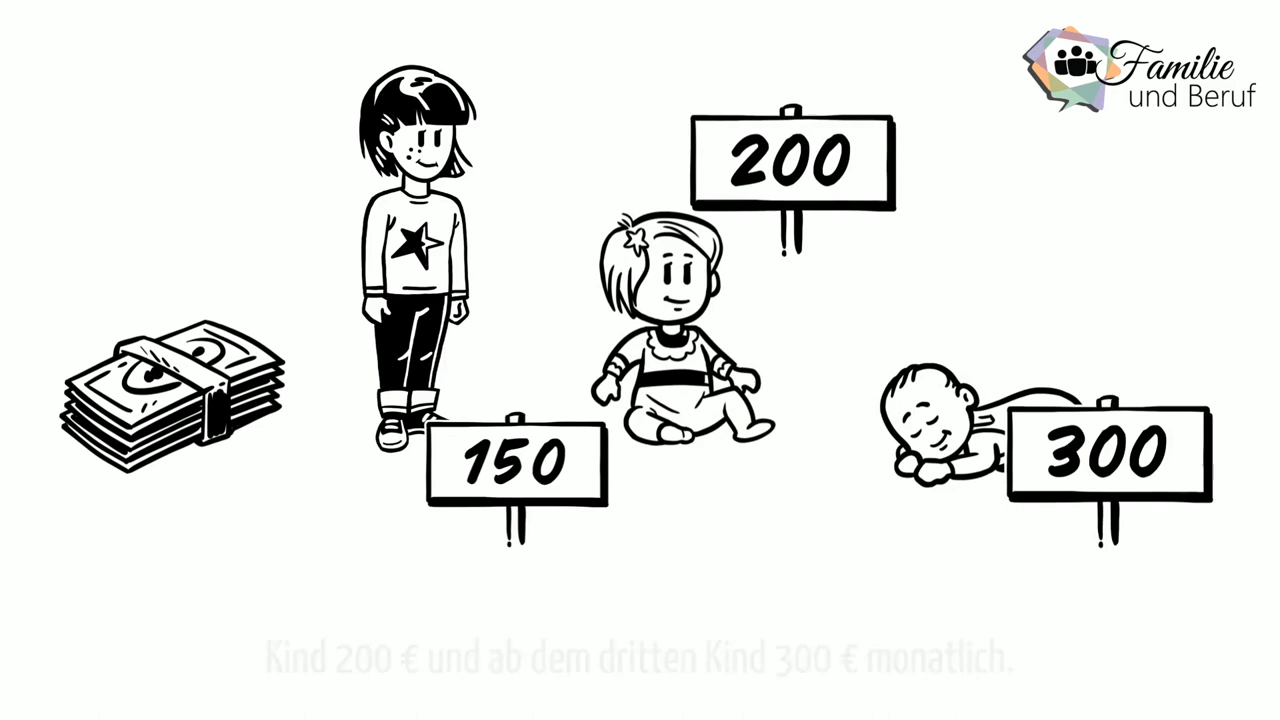 Familie
und Beruf
200
150
300
Kind 200 € und ab dem dritten Kind 300 € monatlich.